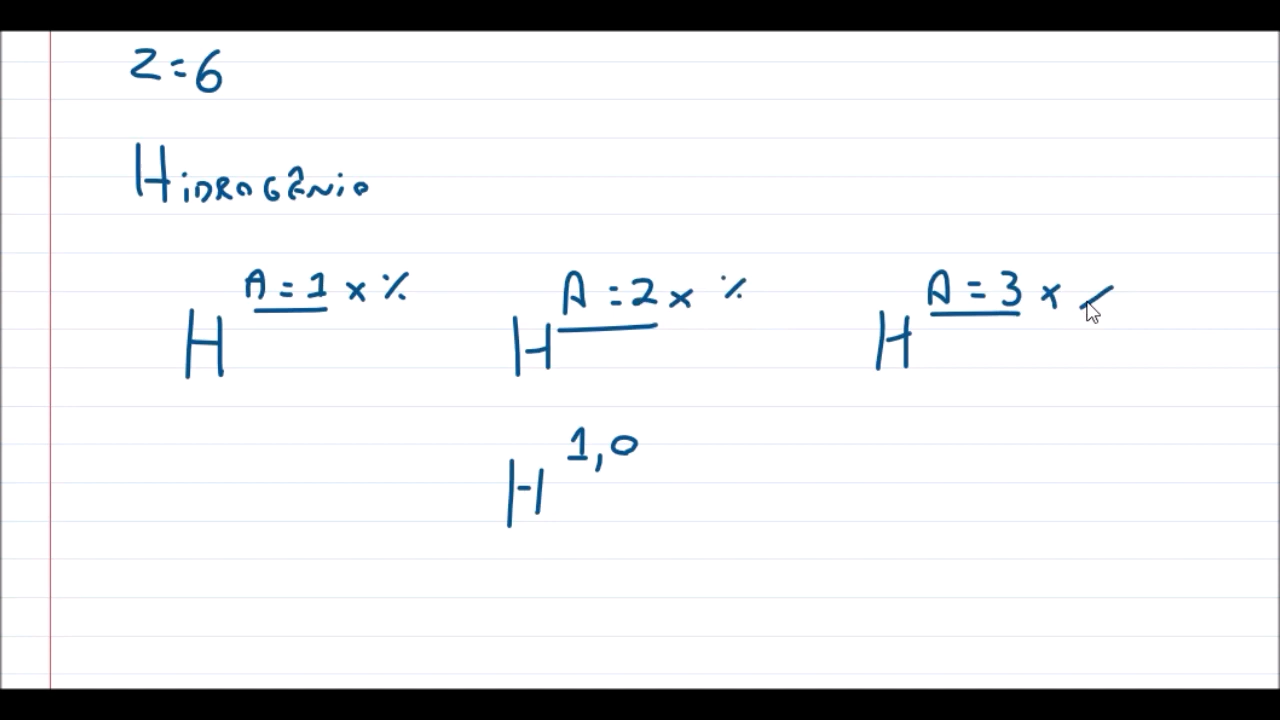 Z=6
HIDROGÊNIO
A = 1 x % A = 2 x % A = 3 x
H H H
1,0
H